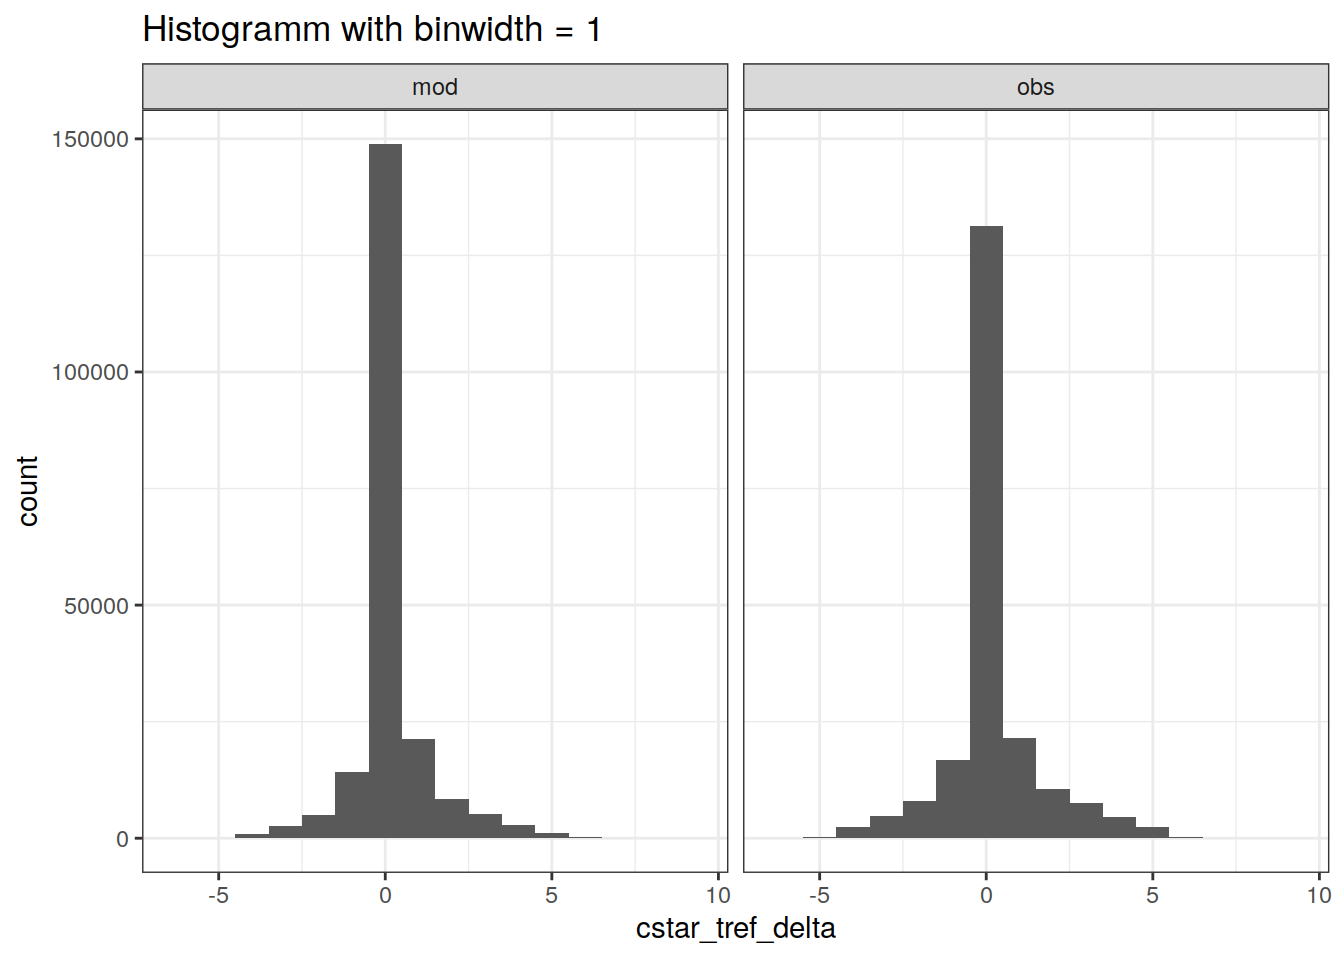 Histogramm with binwidth = 1
mod
obs
150000
100000
50000
0
count
-5
0
5
10
-5
0
5
10
cstar_tref_delta